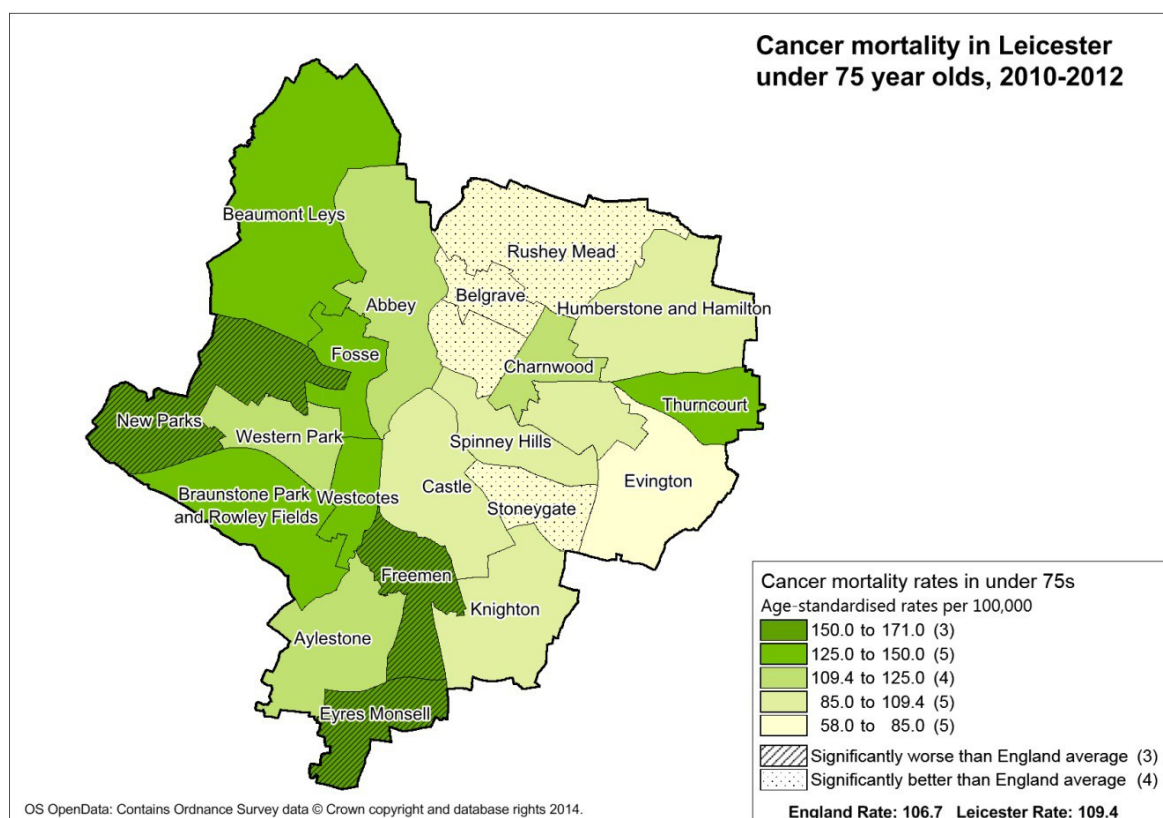 Cancer mortality in Leicester
under 75 year olds, 2010-2012
Beaumont Leys
Rushey Mead
Belgrave
Abbey
Humberstone and Hamilton
Fosse
Charnwood
Thurncourt
New Parks
Western Park
Spinney Hills
Evington
Castle
Braunstone Park
and Rowley Fields
Westcotes
Stoneygate
Freemen
Knighton
Aylestone
Eyres Monsell
Cancer mortality rates in under 75s
Age-standardised rates per 100,000
150.0 to 171.0 (3)
125.0 to 150.0 (5)
109.4 to 125.0 (4)
85.0 to 109.4 (5)
58.0 to 85.0 (5)
Significantly worse than England average (3)
Significantly better than England average (4)
England Rate: 106.7 Leicester Rate: 109.4
OS OpenData: Contains Ordnance Survey data © Crown copyright and database rights 2014.